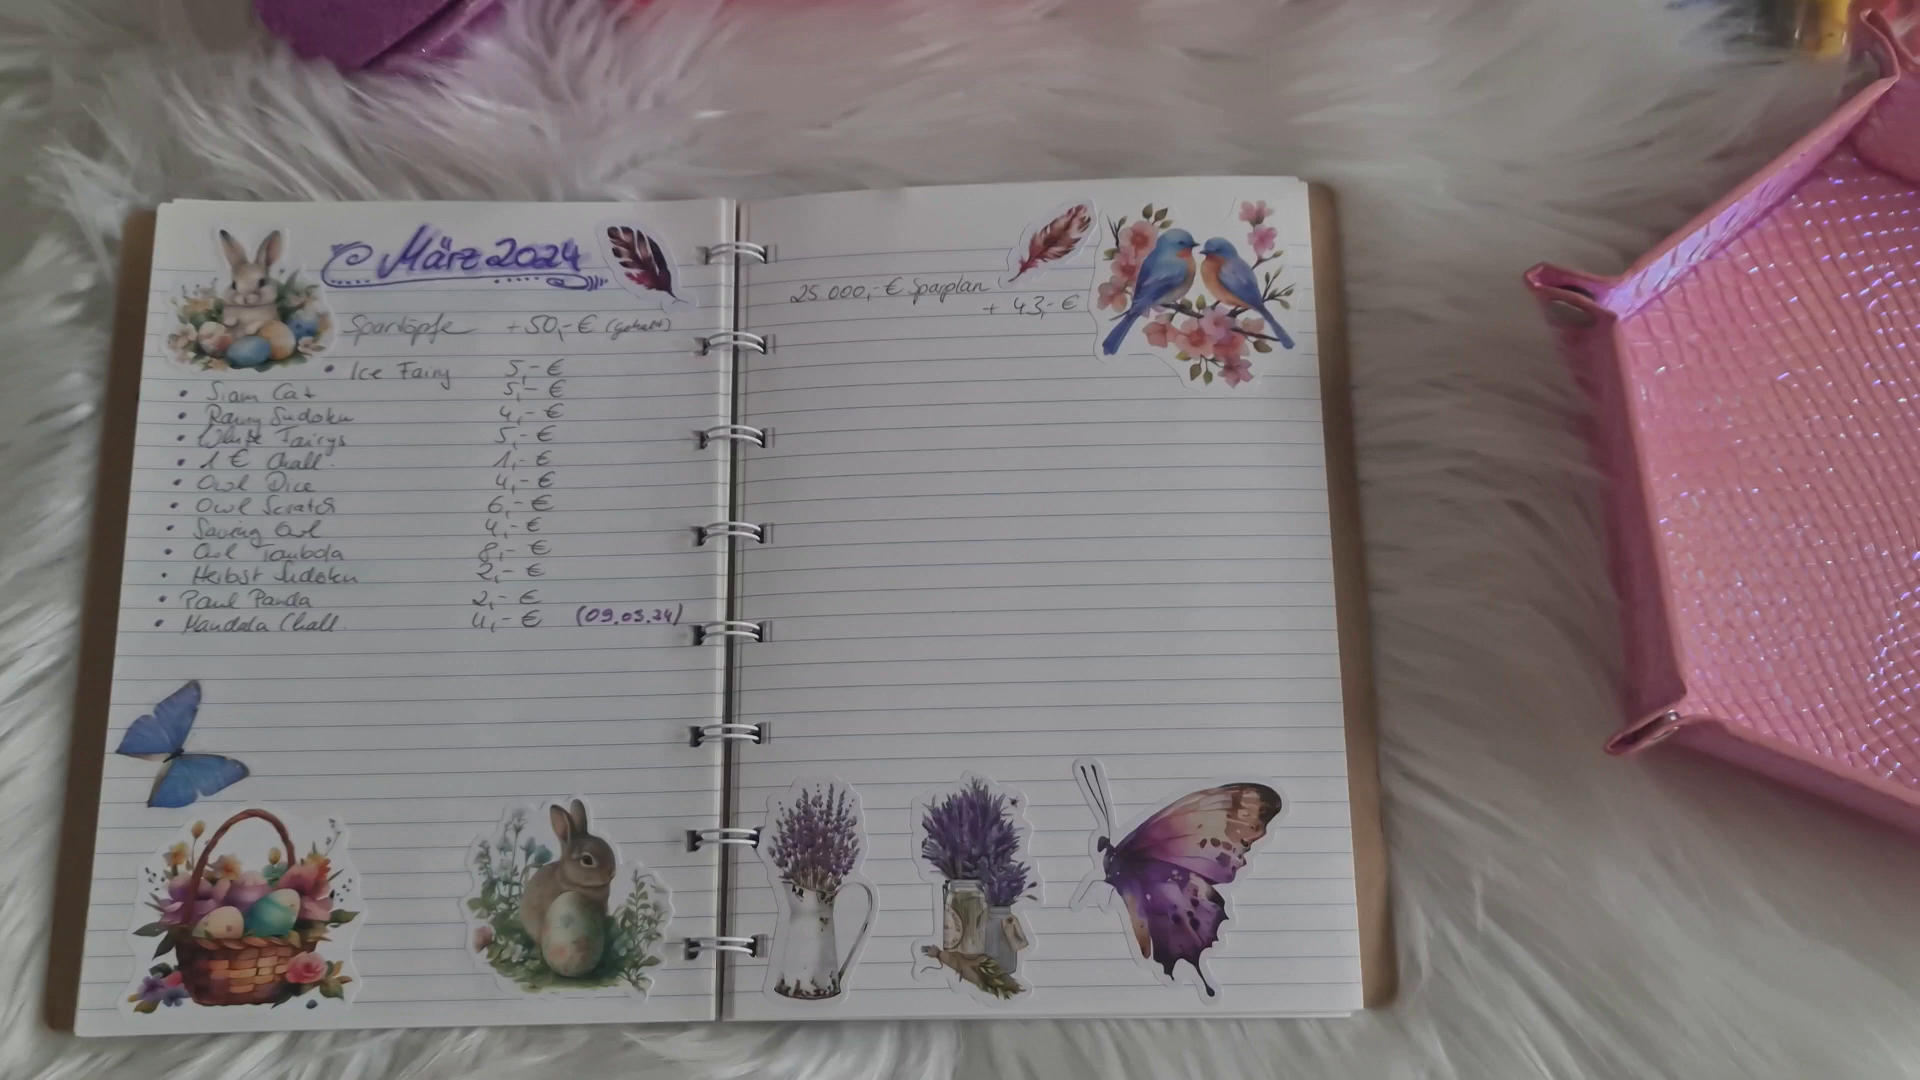 März 2024
Spartöpfe + 50,- € (Gehalt)
• Ice Fairy 5,- €
• Siam Cat 5,- €
• Rainy Sudoku 4,- €
• White Fairys 5,- €
• 1 € Chall. 1,- €
• Owl Dice 4,- €
• Owl Scratch 6,- €
• Saving Owl 4,- €
• Owl Tombola 8,- €
• Herbst Sudoku 2,- €
• Paul Panda 2,- €
• Mandala Chall. 4,- € (09.03.24)
25.000,- € Sparplan
+ 43,- €